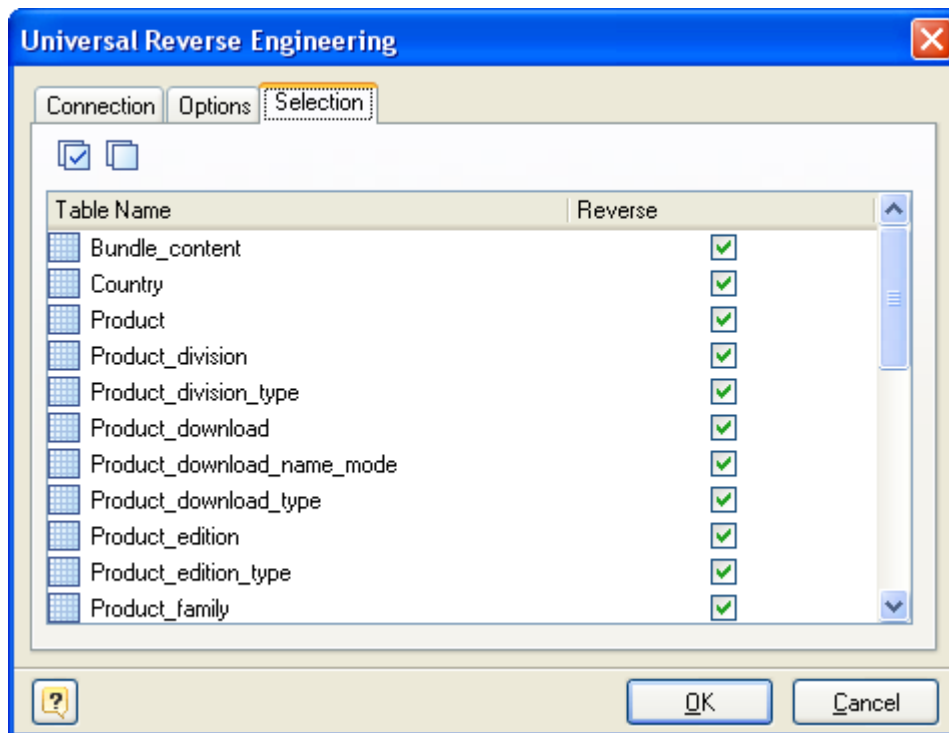 Universal Reverse Engineering
Connection Options Selection
Table Name Reverse
Bundle_content
Country
Product
Product_division
Product_division_type
Product_download
Product_download_name_mode
Product_download_type
Product_edition
Product_edition_type
Product_family
? OK Cancel